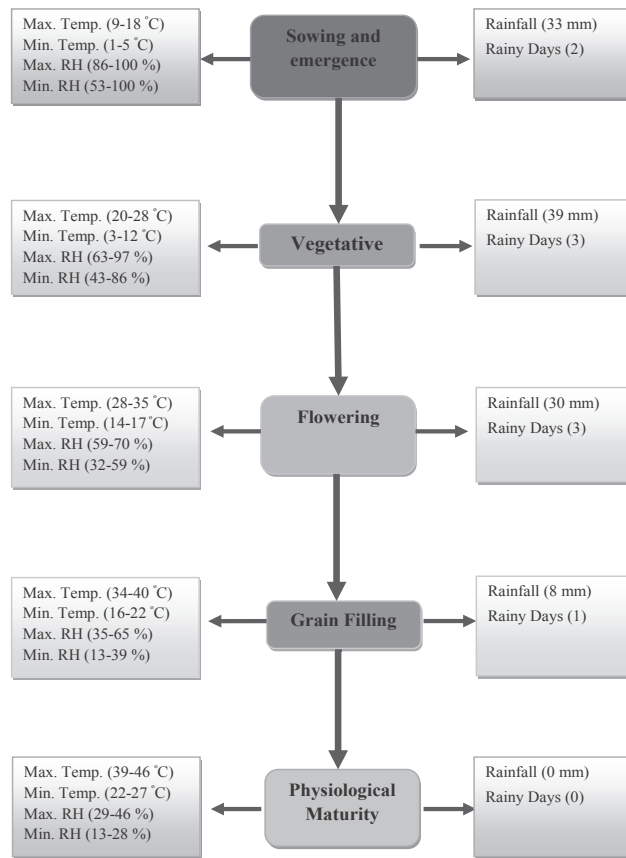 Max. Temp. (9-18 °C)
Min. Temp. (1-5 °C)
Max. RH (86-100 %)
Min. RH (53-100 %)
Sowing and
emergence
Rainfall (33 mm)
Rainy Days (2)
Max. Temp. (20-28 °C)
Min. Temp. (3-12 °C)
Max. RH (63-97 %)
Min. RH (43-86 %)
Vegetative
Rainfall (39 mm)
Rainy Days (3)
Max. Temp. (28-35 °C)
Min. Temp. (14-17 °C)
Max. RH (59-70 %)
Min. RH (32-59 %)
Flowering
Rainfall (30 mm)
Rainy Days (3)
Max. Temp. (34-40 °C)
Min. Temp. (16-22 °C)
Max. RH (35-65 %)
Min. RH (13-39 %)
Grain Filling
Rainfall (8 mm)
Rainy Days (1)
Max. Temp. (39-46 °C)
Min. Temp. (22-27 °C)
Max. RH (29-46 %)
Min. RH (13-28 %)
Physiological
Maturity
Rainfall (0 mm)
Rainy Days (0)